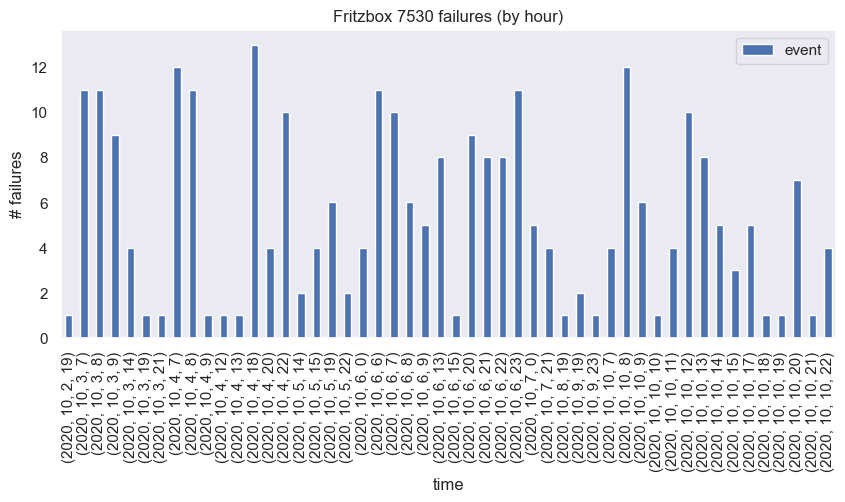 Fritzbox 7530 failures (by hour)
event
# failures
12
10
8
6
4
2
0
(2020, 10, 2, 19)
(2020, 10, 3, 7)
(2020, 10, 3, 8)
(2020, 10, 3, 9)
(2020, 10, 3, 14)
(2020, 10, 3, 19)
(2020, 10, 3, 21)
(2020, 10, 4, 7)
(2020, 10, 4, 8)
(2020, 10, 4, 9)
(2020, 10, 4, 12)
(2020, 10, 4, 13)
(2020, 10, 4, 18)
(2020, 10, 4, 20)
(2020, 10, 4, 22)
(2020, 10, 5, 14)
(2020, 10, 5, 15)
(2020, 10, 5, 19)
(2020, 10, 5, 22)
(2020, 10, 6, 0)
(2020, 10, 6, 6)
(2020, 10, 6, 7)
(2020, 10, 6, 8)
(2020, 10, 6, 9)
(2020, 10, 6, 13)
(2020, 10, 6, 15)
(2020, 10, 6, 20)
(2020, 10, 6, 21)
(2020, 10, 6, 22)
(2020, 10, 6, 23)
(2020, 10, 7, 0)
(2020, 10, 7, 21)
(2020, 10, 8, 19)
(2020, 10, 9, 19)
(2020, 10, 9, 23)
(2020, 10, 10, 7)
(2020, 10, 10, 8)
(2020, 10, 10, 9)
(2020, 10, 10, 10)
(2020, 10, 10, 11)
(2020, 10, 10, 12)
(2020, 10, 10, 13)
(2020, 10, 10, 14)
(2020, 10, 10, 15)
(2020, 10, 10, 17)
(2020, 10, 10, 18)
(2020, 10, 10, 19)
(2020, 10, 10, 20)
(2020, 10, 10, 21)
(2020, 10, 10, 22)
time